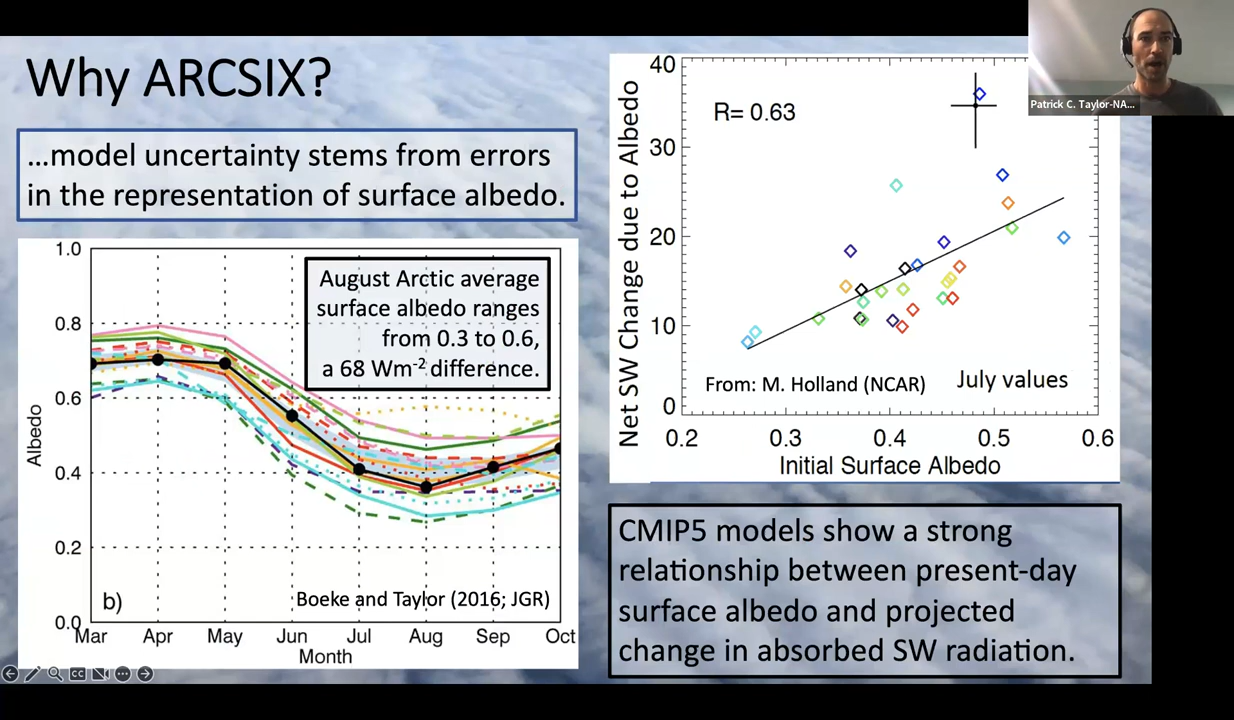 Why ARCSIX?
...model uncertainty stems from errors
in the representation of surface albedo.
1.0
0.8
0.6
0.4
0.2
0.0
Albedo
August Arctic average
surface albedo ranges
from 0.3 to 0.6,
a 68 Wm⁻² difference.
b)
Boeke and Taylor (2016; JGR)
Mar Apr May Jun Jul Aug Sep Oct
Month
CC
40
30
20
10
0
Net SW Change due to Albedo
R= 0.63
From: M. Holland (NCAR)
July values
0.2 0.3 0.4 0.5 0.6
Initial Surface Albedo
CMIP5 models show a strong
relationship between present-day
surface albedo and projected
change in absorbed SW radiation.
Patrick C. Taylor-NA...